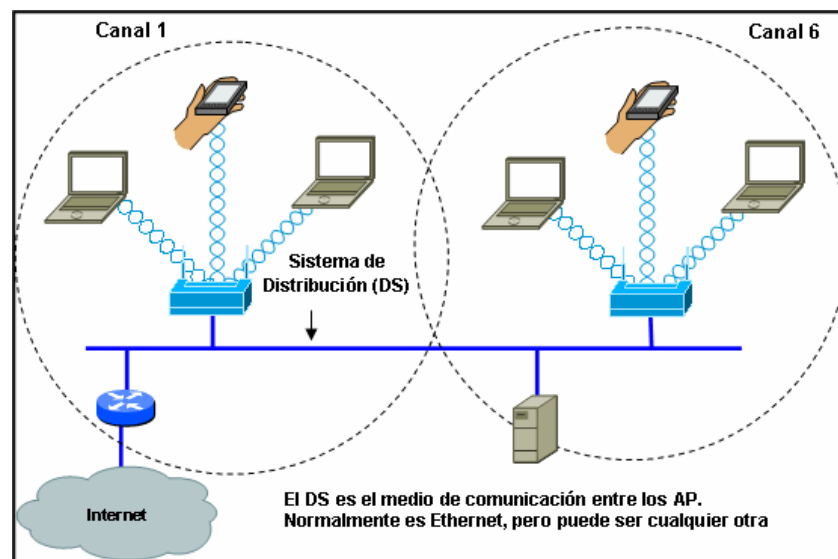 Canal 1
Canal 6
Sistema de
Distribución (DS)
Internet
El DS es el medio de comunicación entre los AP.
Normalmente es Ethernet, pero puede ser cualquier otra